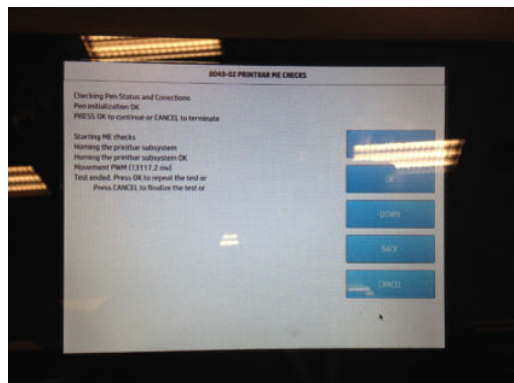 0048-02 PRINTBAR ME CHECKS
Checking Pen Status and Conections
Pen initialization OK
PRESS OK to continue or CANCEL to terminate
Starting ME checks
Homing the printbar subsystem
Homing the printbar subsystem OK
Movement PWM (13117.2 mv)
Test ended. Press OK to repeat the test or
Press CANCEL to finalize the test or
OK
DOWN
BACK
CANCEL